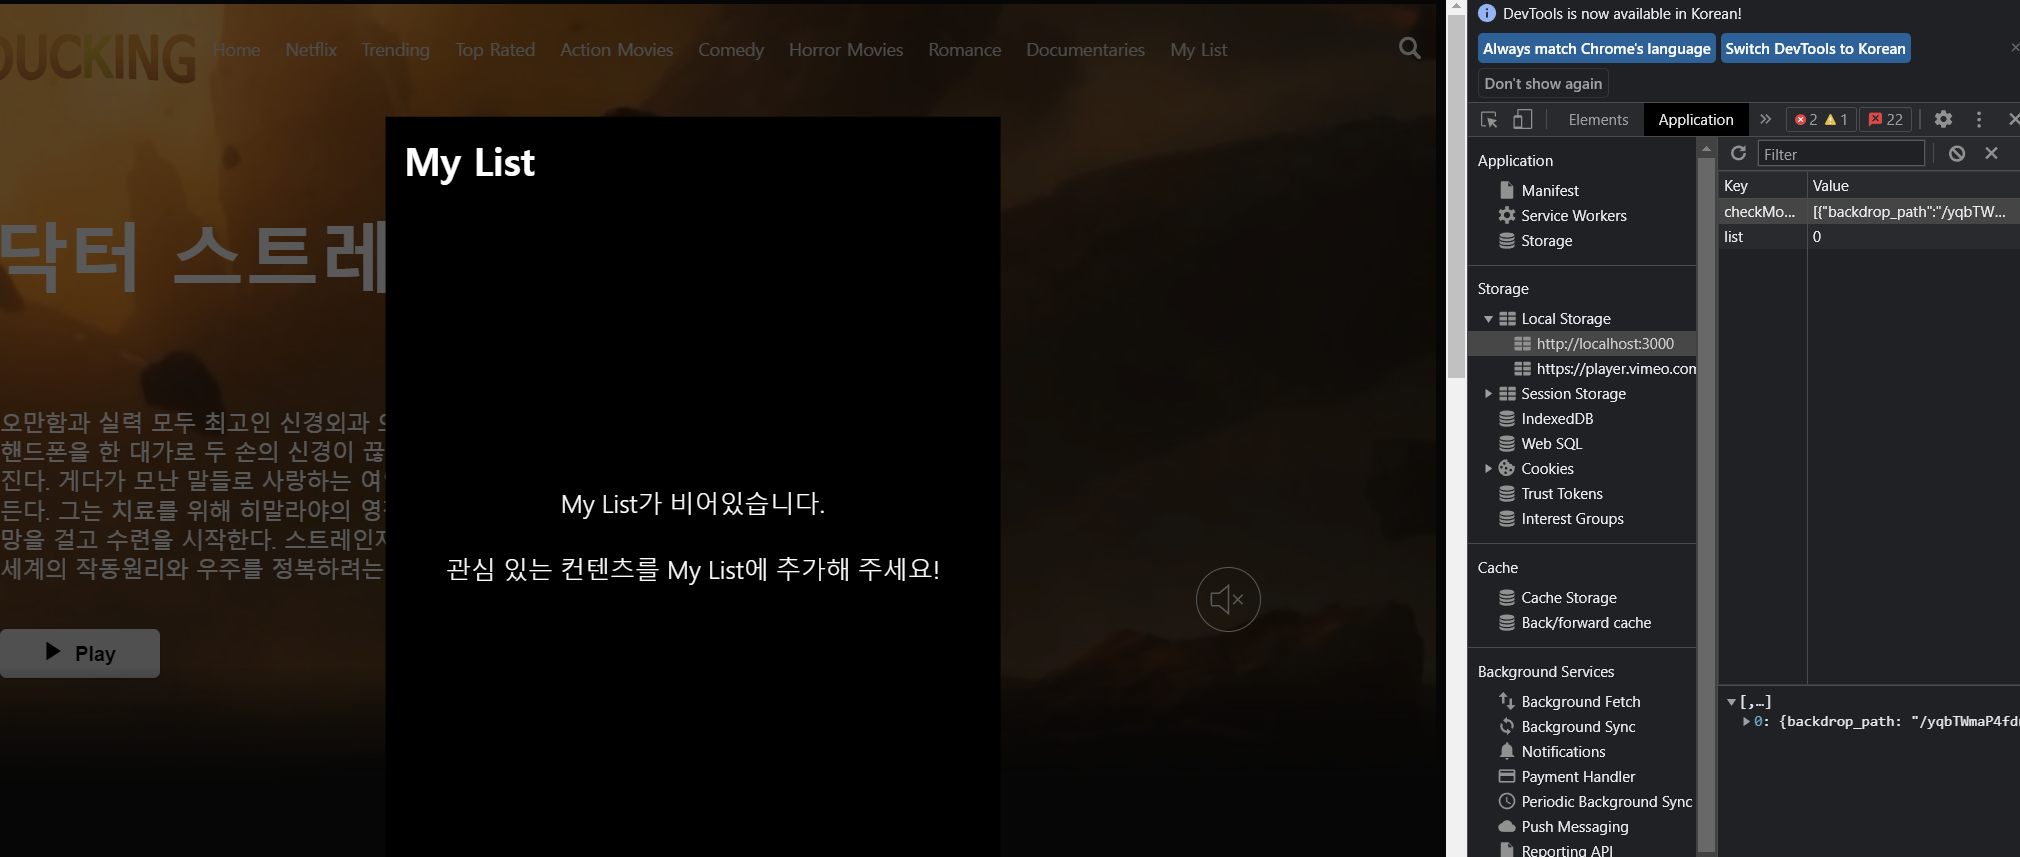 DUCKING
Home Netflix Trending Top Rated Action Movies Comedy Horror Movies Romance Documentaries My List
닥터 스트레
오만함과 실력 모두 최고인 신경외과
핸드폰을 한 대가로 두 손의 신경이 끊
진다. 게다가 모난 말들로 사랑하는
든다. 그는 치료를 위해 히말라야의
망을 걸고 수련을 시작한다.
세계의 작동원리와 우주를 정복하려는
Play
My List
My List가 비어있습니다.
관심 있는 컨텐츠를 My List에 추가해 주세요!
DevTools is now available in Korean!
Always match Chrome's language Switch DevTools to Korean
Don't show again
Elements Application 2 1 22
Application
Manifest
Service Workers
Storage
Storage
Local Storage
http://localhost:3000
https://player.vimeo.con
Session Storage
IndexedDB
Web SQL
Cookies
Trust Tokens
Interest Groups
Cache
Cache Storage
Back/forward cache
Background Services
Background Fetch
Background Sync
Notifications
Payment Handler
Periodic Background Sync
Push Messaging
Reporting API
Filter
Key Value
checkMo... [{"backdrop_path":"/yqbTW...
list 0
[,…]
0: {backdrop_path: "/yqbTWmaP4fd